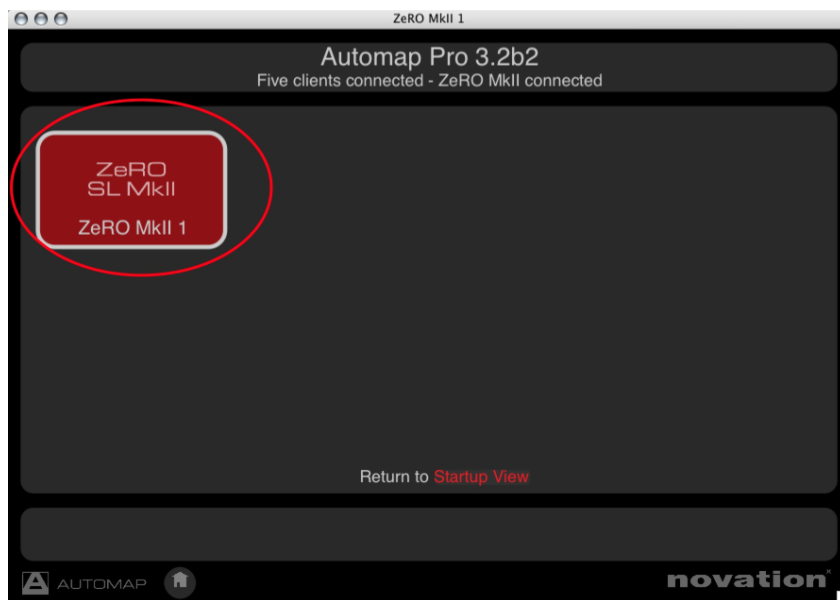 ZeRO MkII 1
Automap Pro 3.2b2
Five clients connected - ZeRO MkII connected
ZeRO
SL MkII
ZeRO MkII 1
Return to Startup View
A AUTOMAP
novation